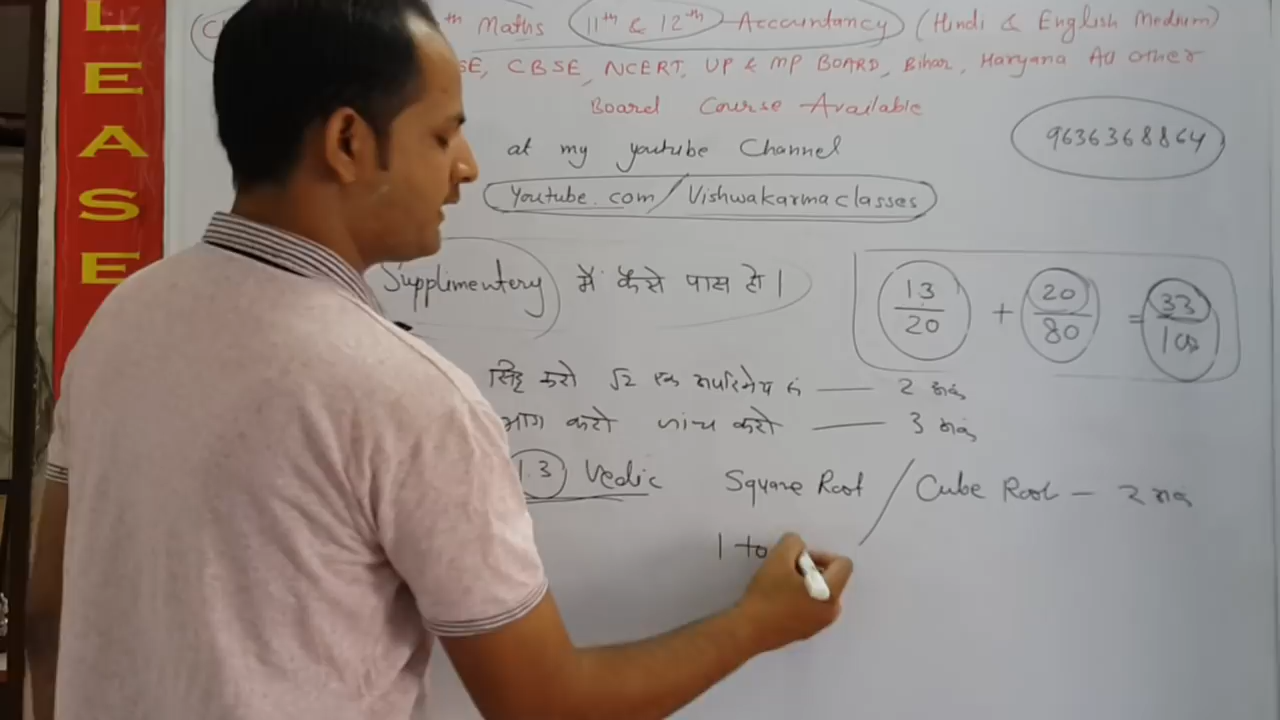 LEASE
th Maths 11th & 12th Accountancy (Hindi & English Medium)
SE, CBSE, NCERT, UP & MP BOARD, Bihar, Haryana All other
Board Course Available
9636368864
at my youtube Channel
Youtube.com/Vishwakarmaclasses
Supplimentery में कैसे पास हो।
13/20 + 20/80 = 33/100
सिद्ध करो √2 एक अपरिमेय सं — 2 अंक
भाग करो जांच करो — 3 अंक
1.3 Vedic Square Root / Cube Root - 2 अंक
1 to